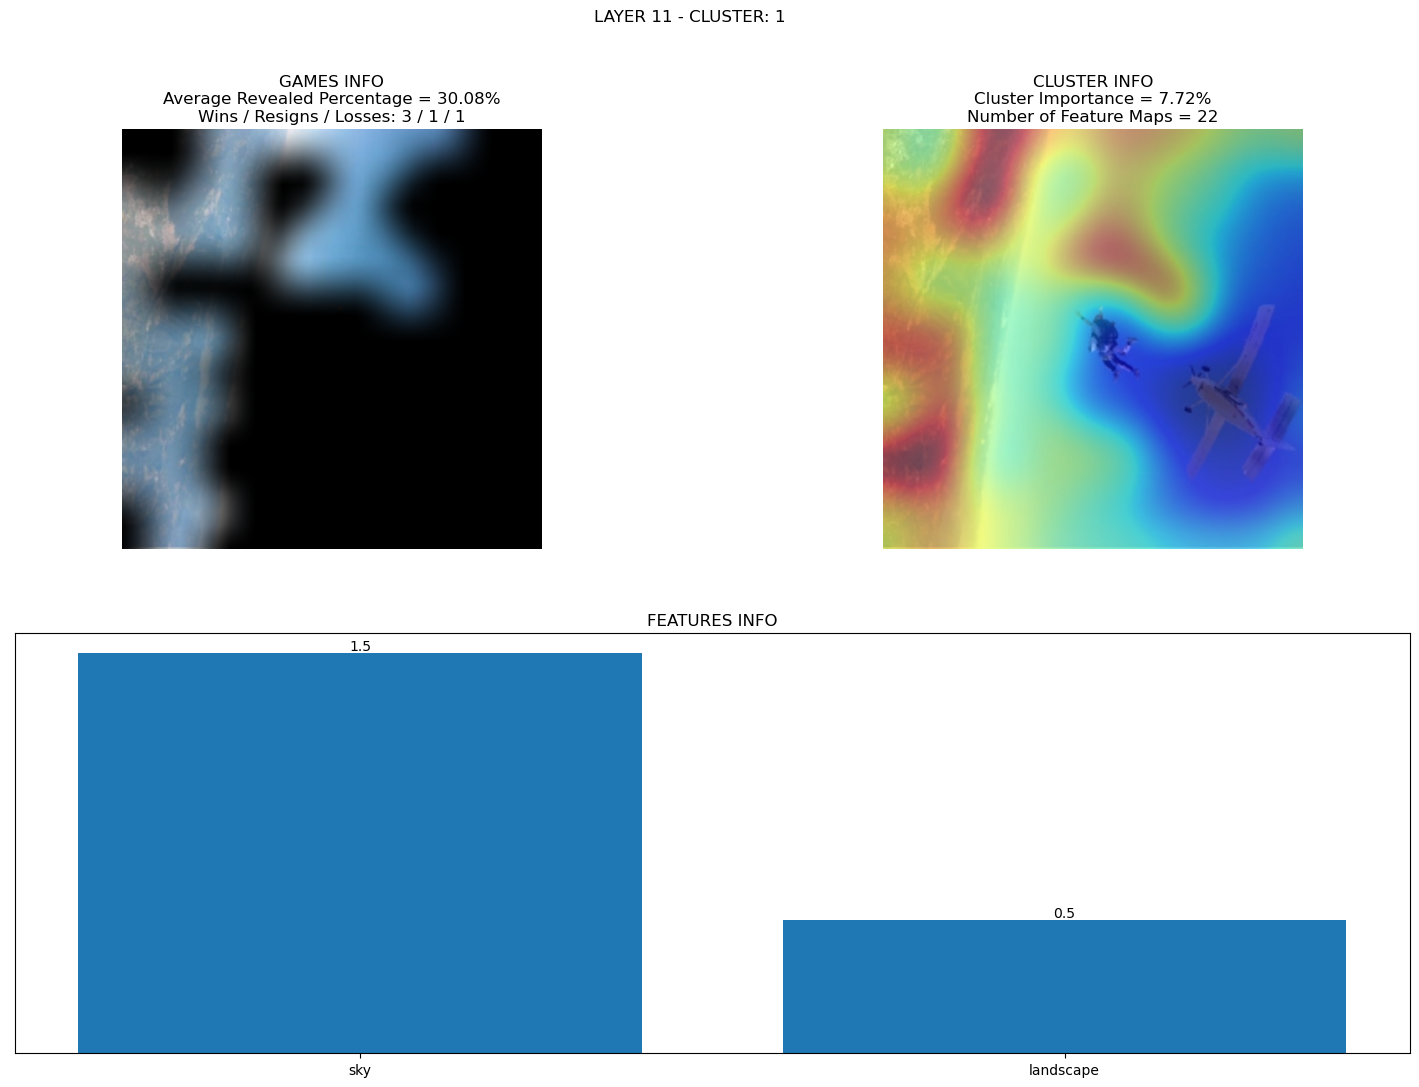 LAYER 11 - CLUSTER: 1
GAMES INFO
Average Revealed Percentage = 30.08%
Wins / Resigns / Losses: 3 / 1 / 1
CLUSTER INFO
Cluster Importance = 7.72%
Number of Feature Maps = 22
FEATURES INFO
1.5
0.5
sky
landscape